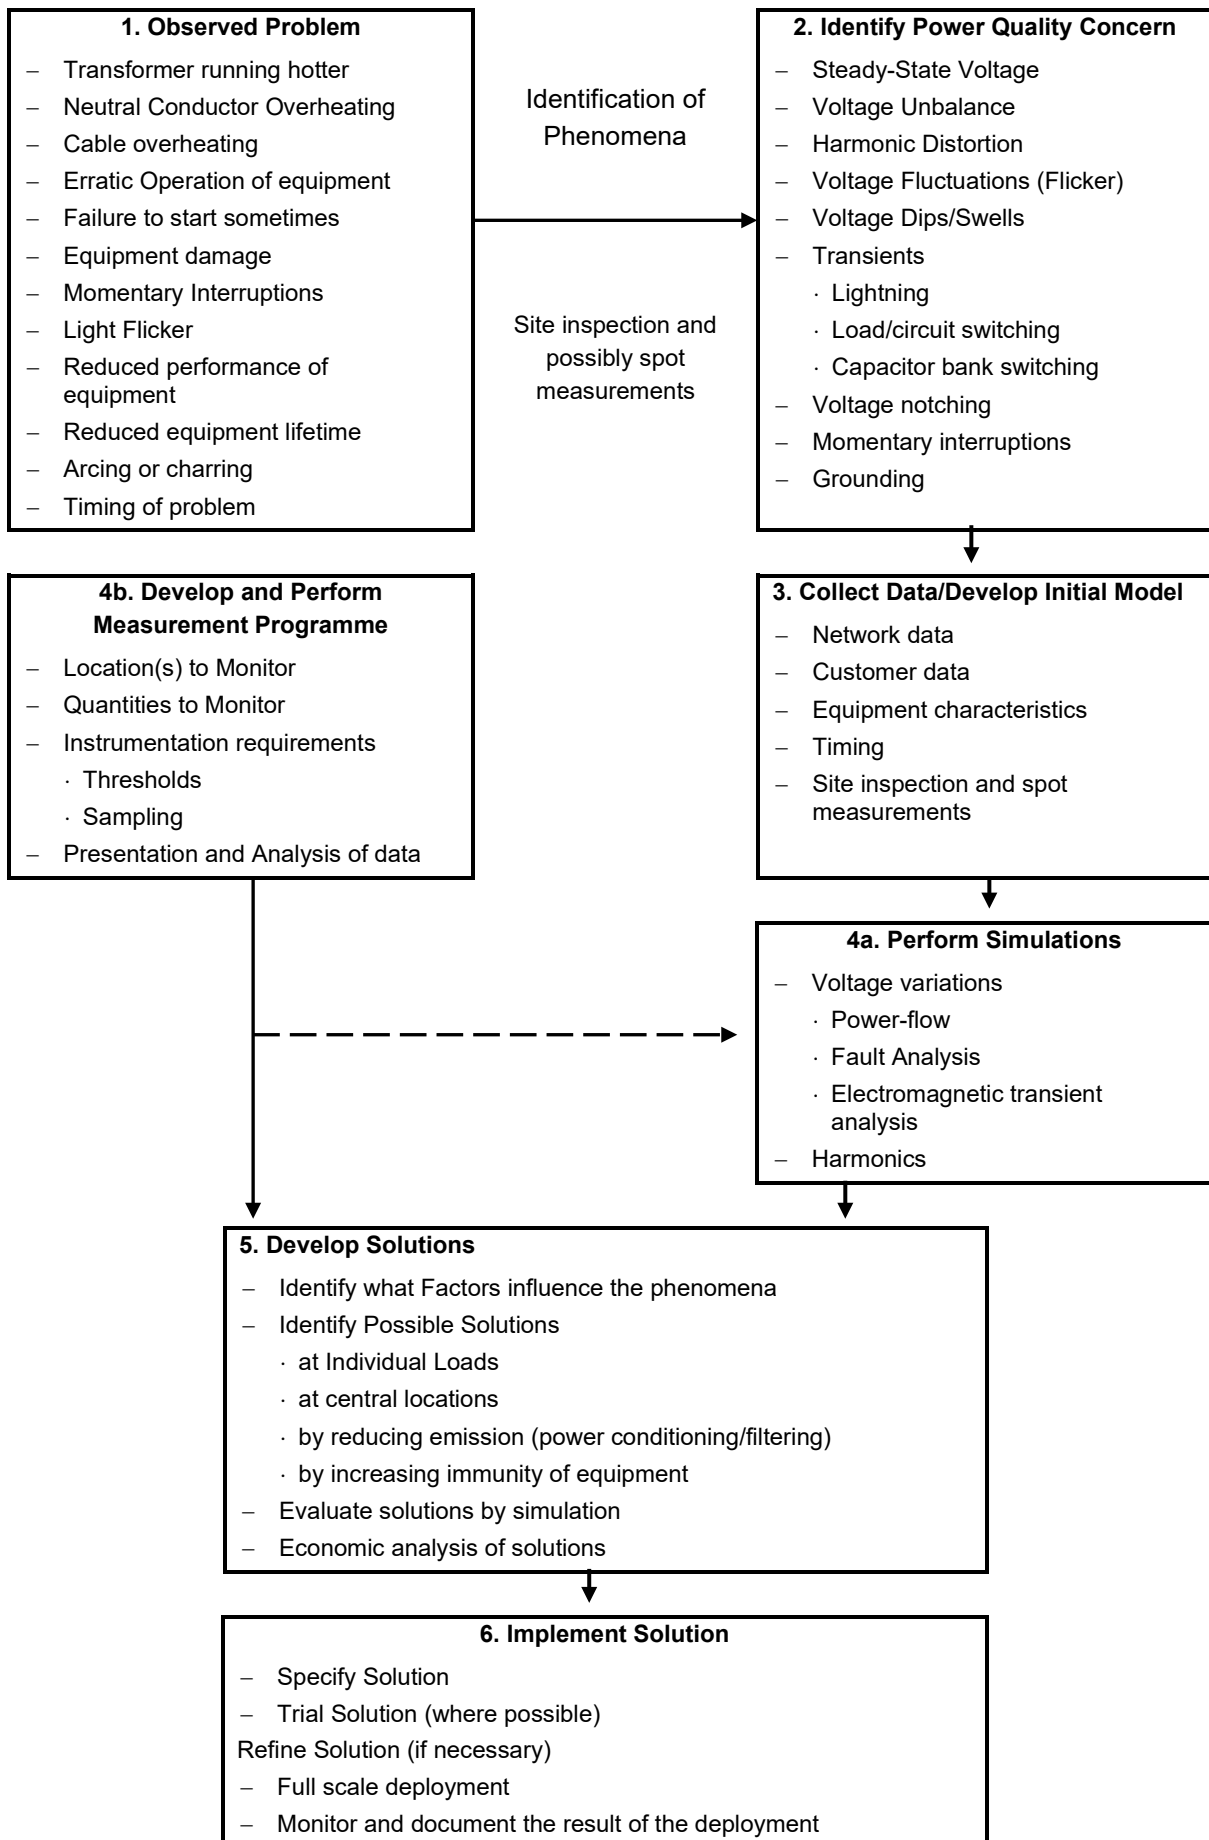 1. Observed Problem
– Transformer running hotter
– Neutral Conductor Overheating
– Cable overheating
– Erratic Operation of equipment
– Failure to start sometimes
– Equipment damage
– Momentary Interruptions
– Light Flicker
– Reduced performance of
equipment
– Reduced equipment lifetime
– Arcing or charring
– Timing of problem
Identification of
Phenomena
Site inspection and
possibly spot
measurements
2. Identify Power Quality Concern
– Steady-State Voltage
– Voltage Unbalance
– Harmonic Distortion
– Voltage Fluctuations (Flicker)
– Voltage Dips/Swells
– Transients
· Lightning
· Load/circuit switching
· Capacitor bank switching
– Voltage notching
– Momentary interruptions
– Grounding
3. Collect Data/Develop Initial Model
– Network data
– Customer data
– Equipment characteristics
– Timing
– Site inspection and spot
measurements
4b. Develop and Perform
Measurement Programme
– Location(s) to Monitor
– Quantities to Monitor
– Instrumentation requirements
· Thresholds
· Sampling
– Presentation and Analysis of data
4a. Perform Simulations
– Voltage variations
· Power-flow
· Fault Analysis
· Electromagnetic transient
analysis
– Harmonics
5. Develop Solutions
– Identify what Factors influence the phenomena
– Identify Possible Solutions
· at Individual Loads
· at central locations
· by reducing emission (power conditioning/filtering)
· by increasing immunity of equipment
– Evaluate solutions by simulation
– Economic analysis of solutions
6. Implement Solution
– Specify Solution
– Trial Solution (where possible)
Refine Solution (if necessary)
– Full scale deployment
– Monitor and document the result of the deployment